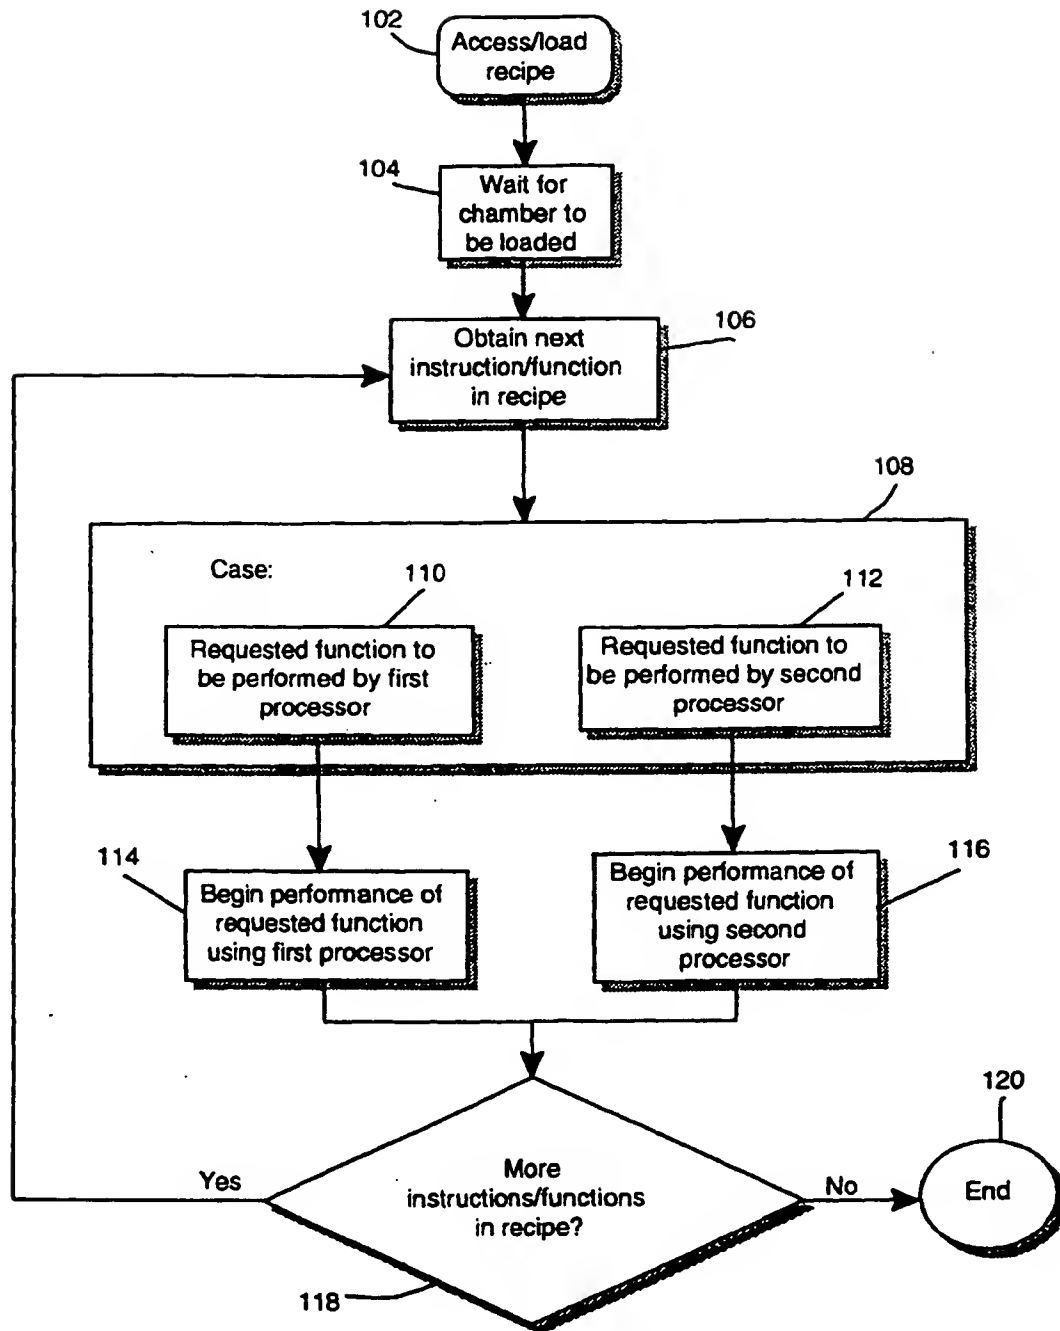 102
Access/load
recipe
104
Wait for
chamber to
be loaded
106
Obtain next
instruction/function
in recipe
108
Case:
110
112
Requested function to
be performed by first
processor
Requested function to
be performed by second
processor
114
Begin performance of
requested function
using first processor
116
Begin performance of
requested function
using second
processor
120
Yes
More
instructions/functions
in recipe?
No
End
118